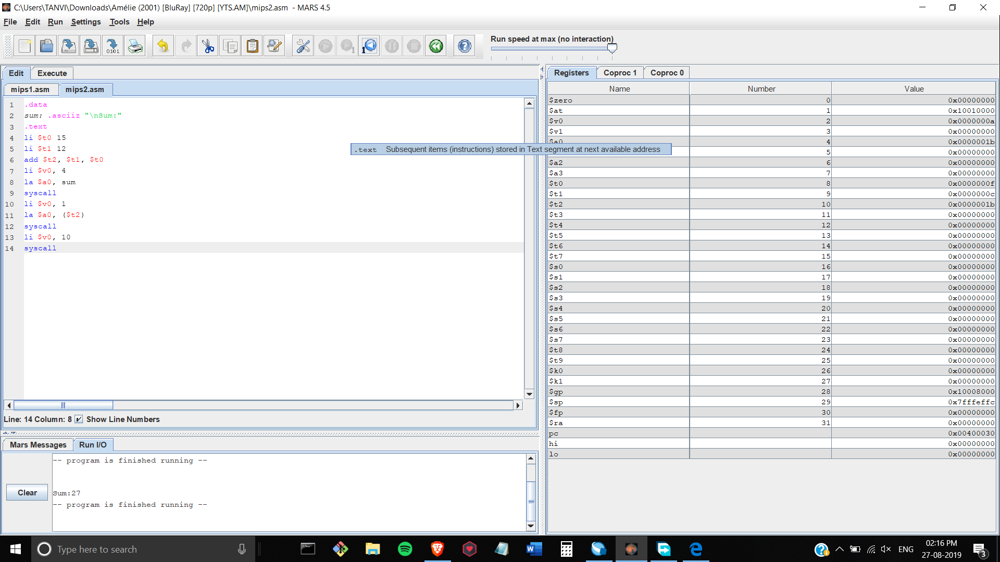 C:\Users\TANVI\Downloads\Amélie (2001) [BluRay] [720p] [YTS.AM]\mips2.asm - MARS 4.5
File Edit Run Settings Tools Help
0101
1
1
Run speed at max (no interaction)
Edit Execute
mips1.asm mips2.asm
1 .data
2 sum: .asciiz "\nSum:"
3 .text
4 li $t0 15
5 li $t1 12
6 add $t2, $t1, $t0
7 li $v0, 4
8 la $a0, sum
9 syscall
10 li $v0, 1
11 la $a0, ($t2)
12 syscall
13 li $v0, 10
14 syscall
.text Subsequent items (instructions) stored in Text segment at next available address
Line: 14 Column: 8 Show Line Numbers
Mars Messages Run I/O
Clear
-- program is finished running --
Sum:27
-- program is finished running --
Registers Coproc 1 Coproc 0
Name Number Value
$zero 0 0x00000000
$at 1 0x10010000
$v0 2 0x0000000a
$v1 3 0x00000000
$a0 4 0x0000001b
5 0x00000000
$a2 6 0x00000000
$a3 7 0x00000000
$t0 8 0x0000000f
$t1 9 0x0000000c
$t2 10 0x0000001b
$t3 11 0x00000000
$t4 12 0x00000000
$t5 13 0x00000000
$t6 14 0x00000000
$t7 15 0x00000000
$s0 16 0x00000000
$s1 17 0x00000000
$s2 18 0x00000000
$s3 19 0x00000000
$s4 20 0x00000000
$s5 21 0x00000000
$s6 22 0x00000000
$s7 23 0x00000000
$t8 24 0x00000000
$t9 25 0x00000000
$k0 26 0x00000000
$k1 27 0x00000000
$gp 28 0x10008000
$sp 29 0x7fffeffc
$fp 30 0x00000000
$ra 31 0x00000000
pc 0x00400030
hi 0x00000000
lo 0x00000000
Type here to search
ENG
02:16 PM
27-08-2019
3